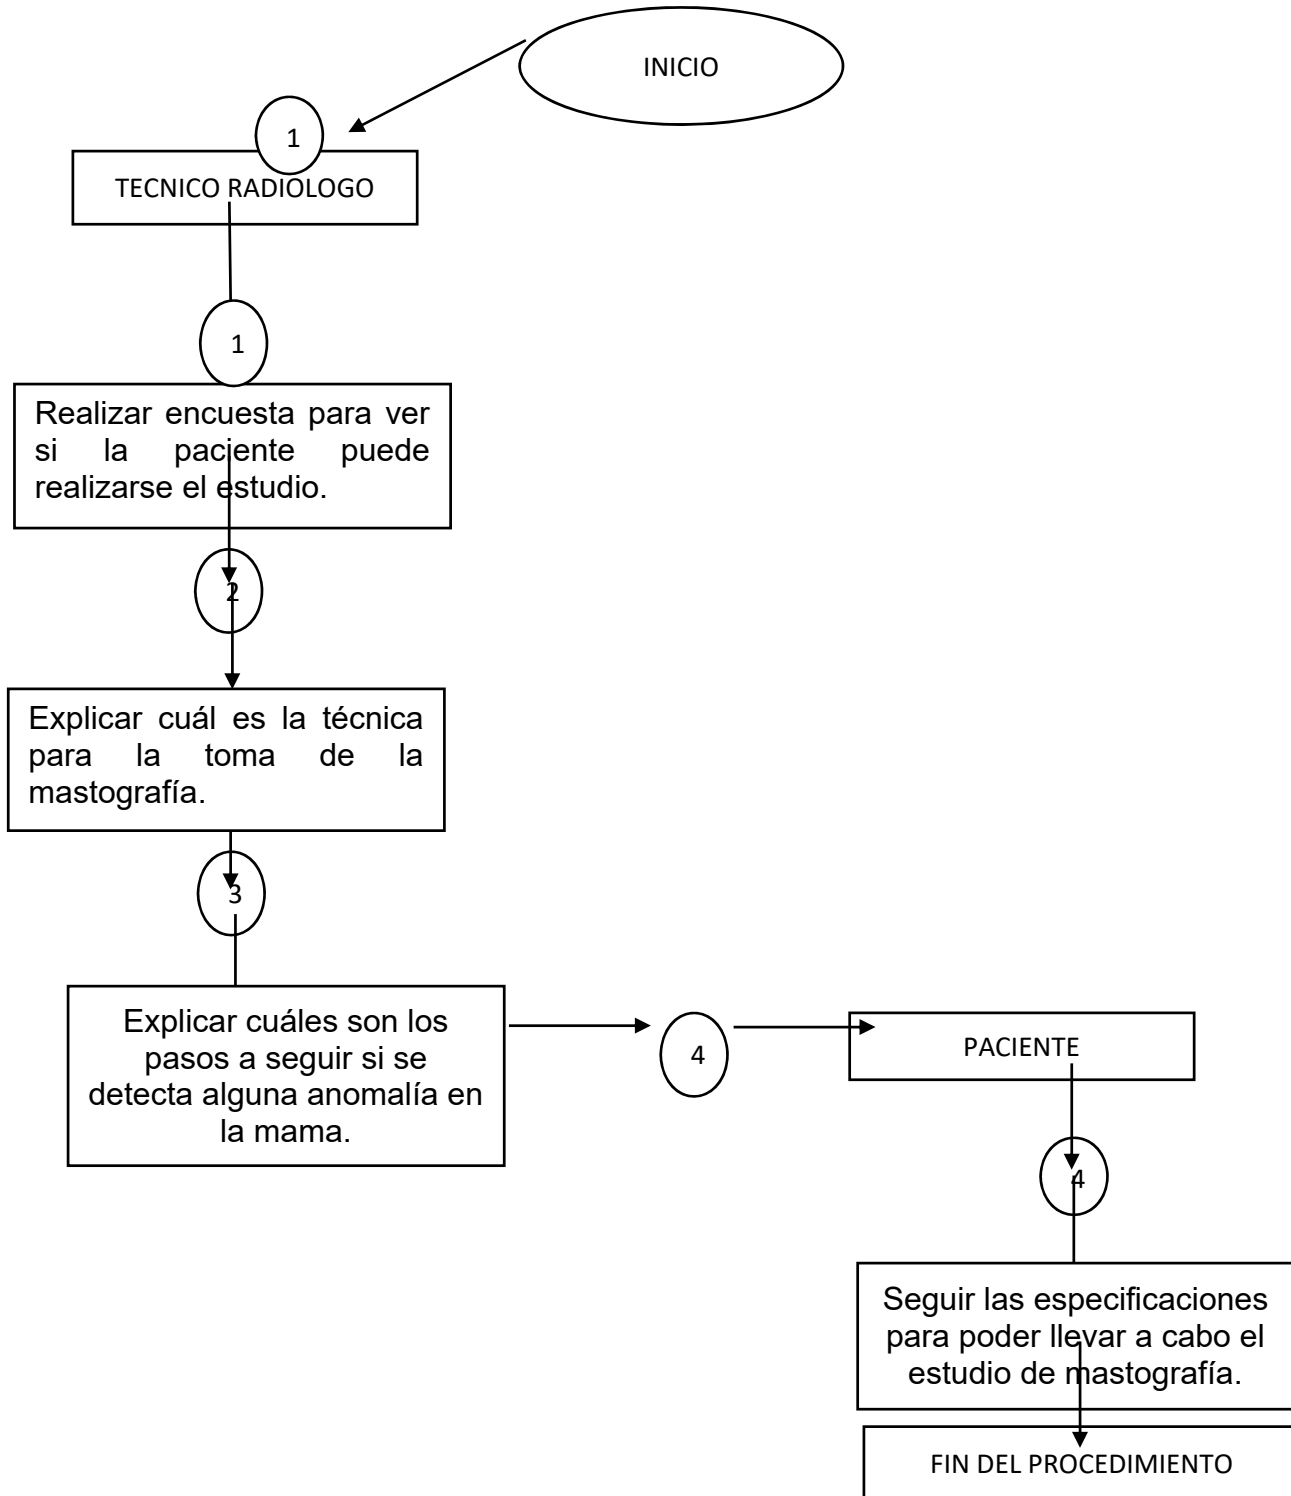 INICIO
1
TECNICO RADIOLOGO
1
Realizar encuesta para ver
si la paciente puede
realizarse el estudio.
2
Explicar cuál es la técnica
para la toma de la
mastografía.
3
Explicar cuáles son los
pasos a seguir si se
detecta alguna anomalía en
la mama.
4
PACIENTE
4
Seguir las especificaciones
para poder llevar a cabo el
estudio de mastografía.
FIN DEL PROCEDIMIENTO